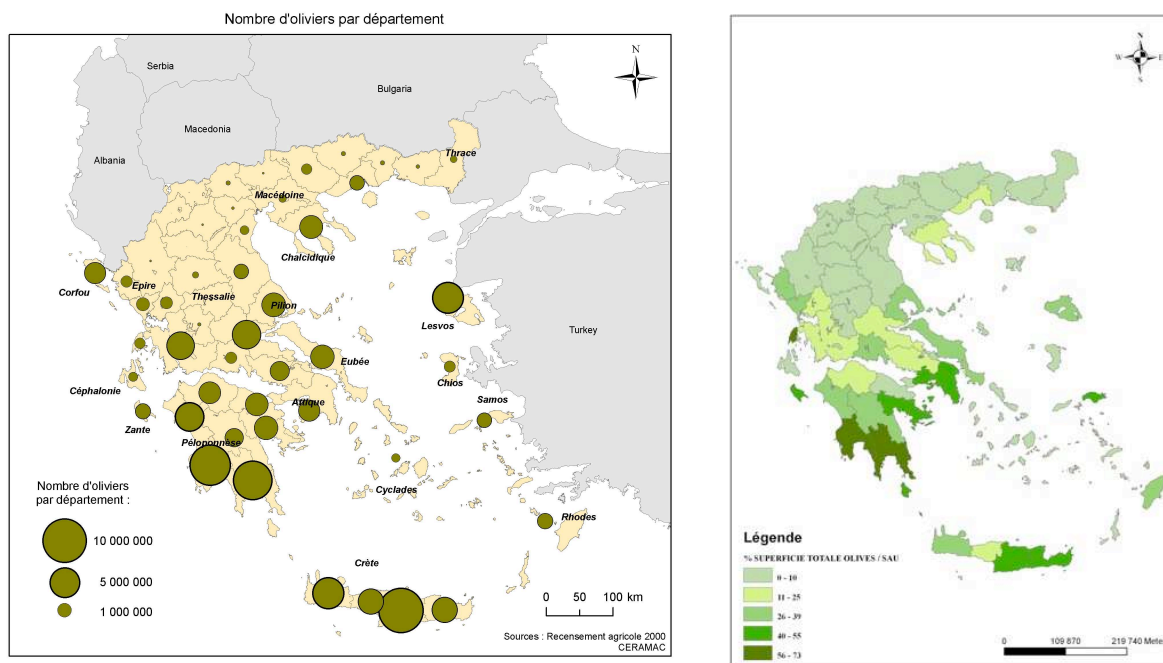 Nombre d'oliviers par département
N
Serbia
Bulgaria
Macedonia
Albania
Thrace
Macédoine
Chalcidique
Corfou
Epire
Thessalie
Pilion
Lesvos
Turkey
Eubée
Chios
Céphalonie
Samos
Attique
Zante
Péloponnèse
Cyclades
Rhodes
Crète
Nombre d'oliviers
par département :
10 000 000
5 000 000
1 000 000
0 50 100 km
Sources : Recensement agricole 2000
CERAMAC
N
W E
S
Légende
% SUPERFICIE TOTALE OLIVES / SAU
0 - 10
11 - 25
26 - 39
40 - 55
56 - 73
0 109 870 219 740 Mete